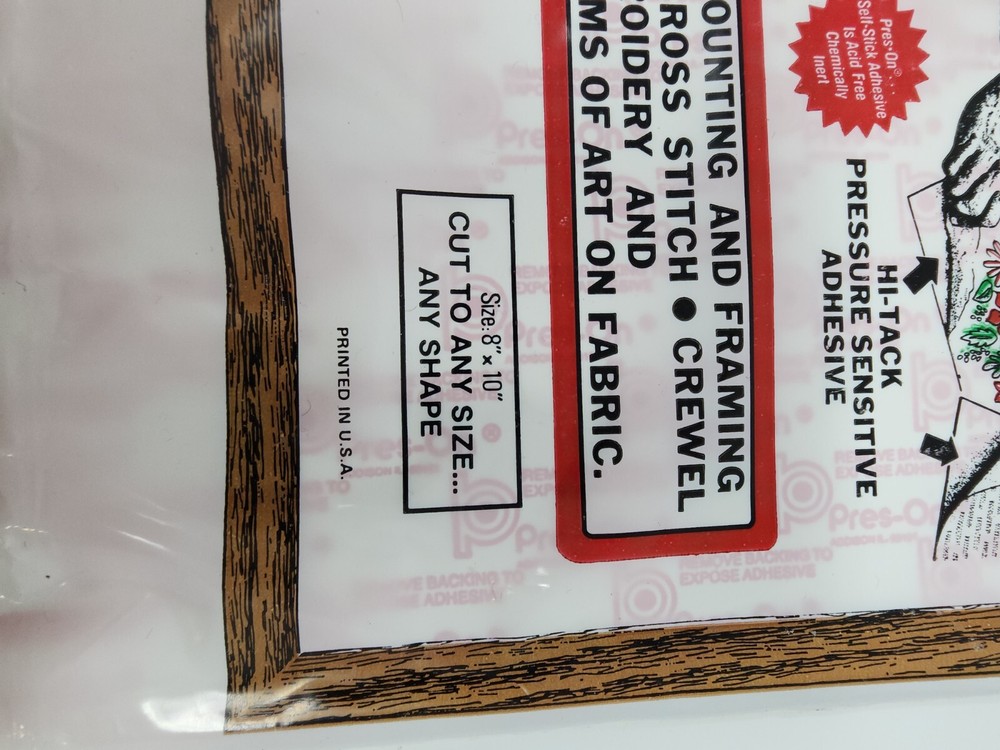 Pres-On® ...
Self-Stick Adhesive
Is Acid Free
Chemically
Inert
HI-TACK
PRESSURE SENSITIVE
ADHESIVE
OUNTING AND FRAMING
ROSS STITCH ● CREWEL
OIDERY AND
MS OF ART ON FABRIC.
Size: 8" x 10"
CUT TO ANY SIZE...
ANY SHAPE
PRINTED IN U.S.A.
Pres-On
REMOVE BACKING TO
EXPOSE ADHESIVE